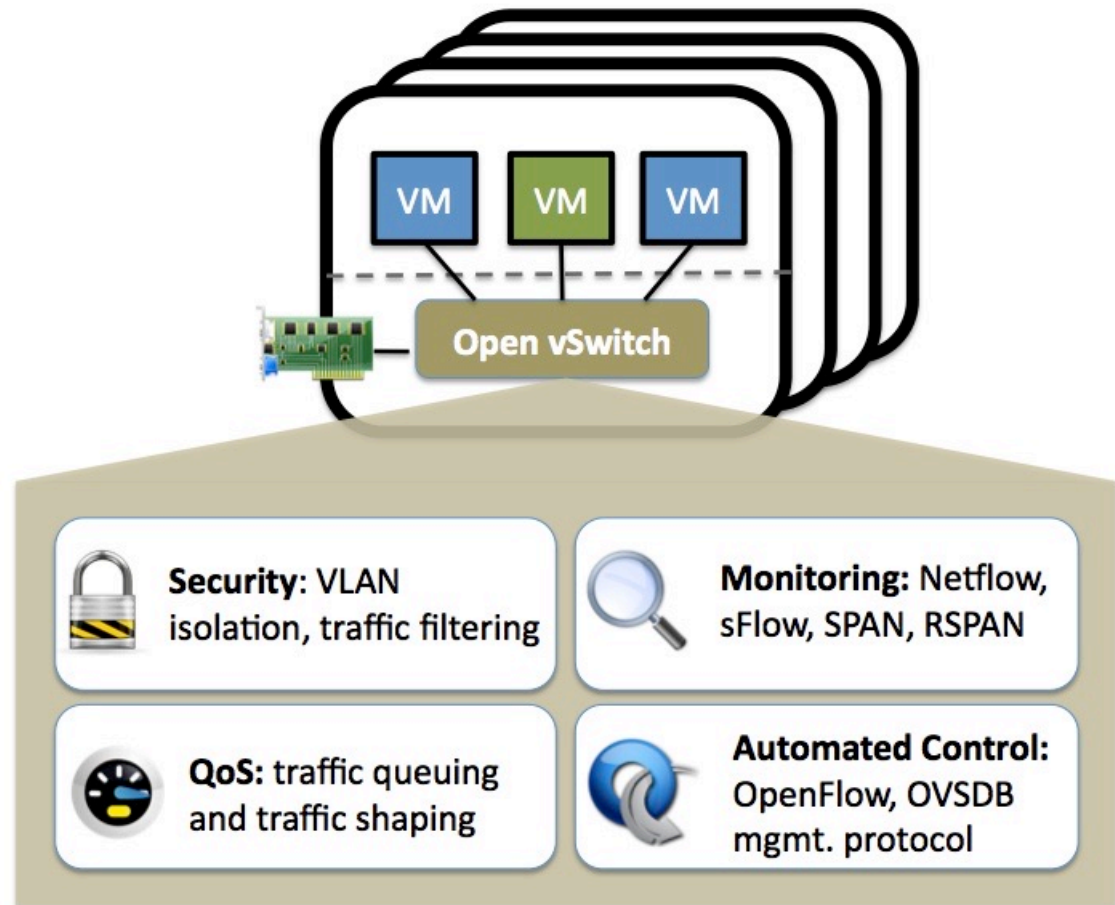 VM VM VM
Open vSwitch
Security: VLAN
isolation, traffic filtering
Monitoring: Netflow,
sFlow, SPAN, RSPAN
QoS: traffic queuing
and traffic shaping
Automated Control:
OpenFlow, OVSDB
mgmt. protocol